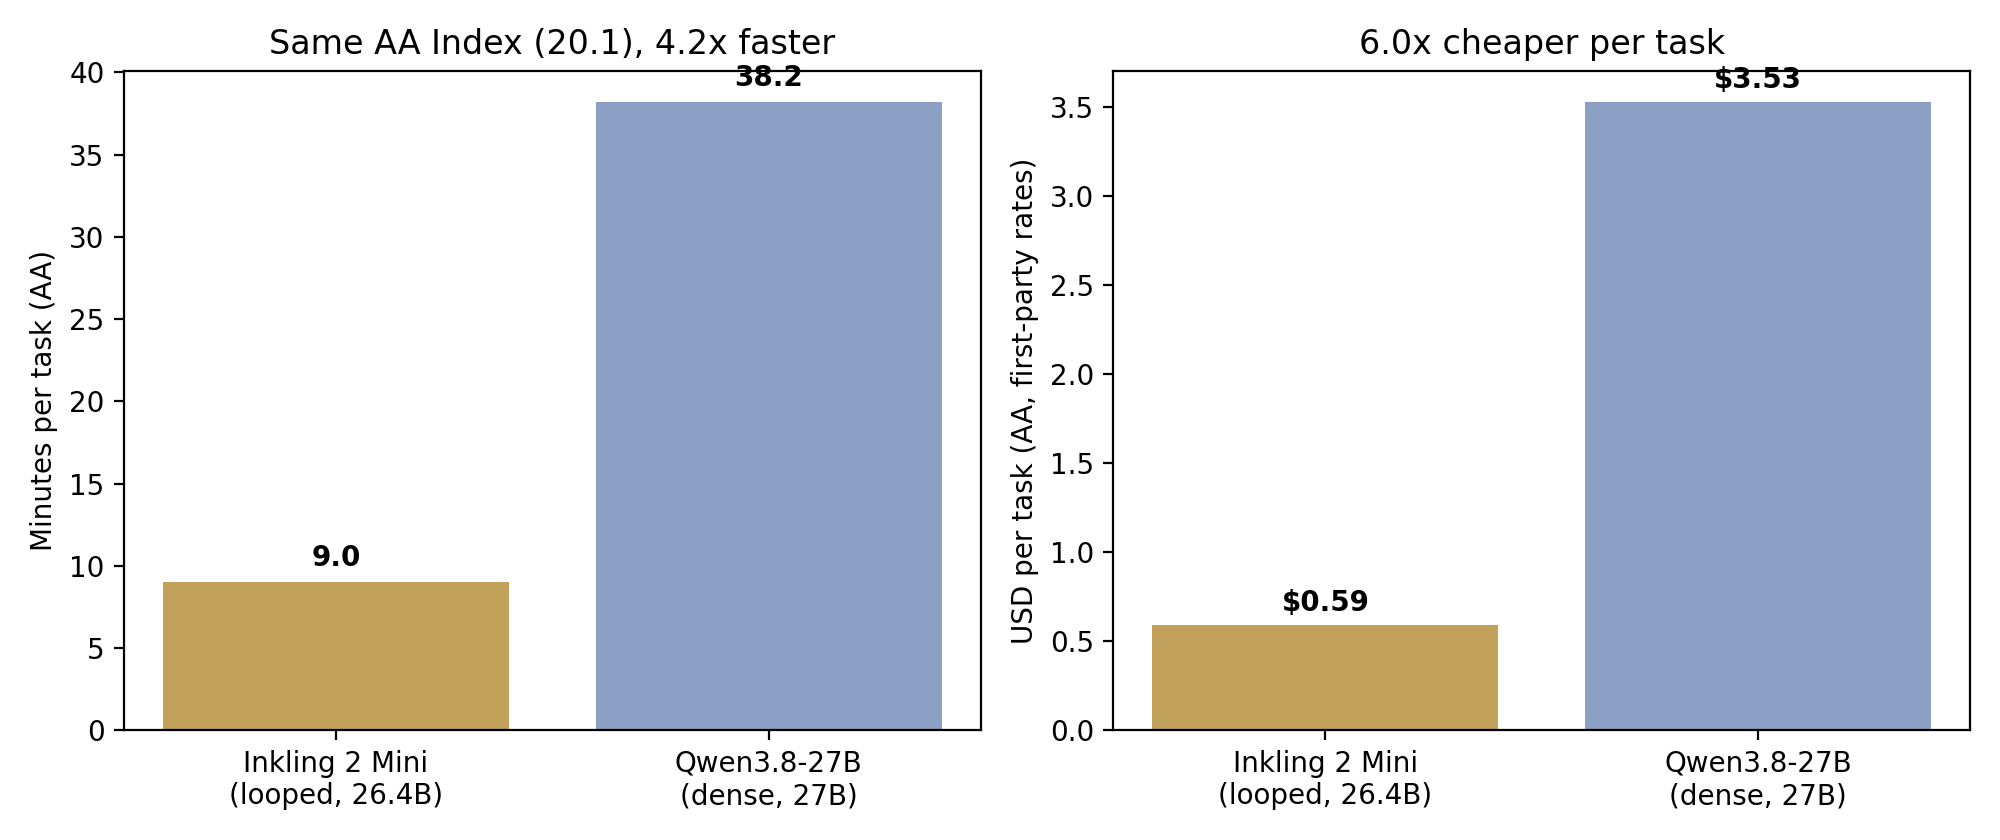 Same AA Index (20.1), 4.2x faster
Minutes per task (AA)
40
35
30
25
20
15
10
5
0
9.0
38.2
Inkling 2 Mini
(looped, 26.4B)
Qwen3.8-27B
(dense, 27B)
6.0x cheaper per task
USD per task (AA, first-party rates)
3.5
3.0
2.5
2.0
1.5
1.0
0.5
0.0
$0.59
$3.53
Inkling 2 Mini
(looped, 26.4B)
Qwen3.8-27B
(dense, 27B)